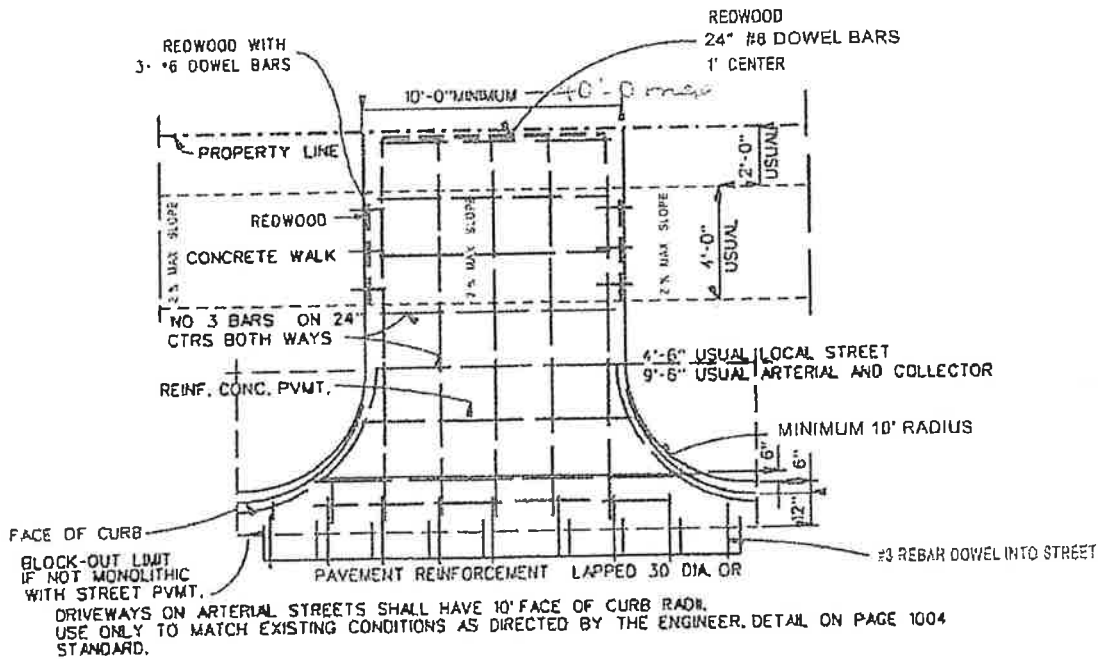 REDWOOD
24" #8 DOWEL BARS
1' CENTER
REDWOOD WITH
3- #6 DOWEL BARS
10'-0" MINIMUM - 40'-0 max
PROPERTY LINE
2'-0"
USUAL
2% MAX SLOPE
REDWOOD
CONCRETE WALK
2% MAX SLOPE
2% MAX SLOPE
4'-0"
USUAL
NO 3 BARS ON 24"
CTRS BOTH WAYS
4'-6" USUAL LOCAL STREET
9'-6" USUAL ARTERIAL AND COLLECTOR
REINF. CONC. PVMT.
MINIMUM 10' RADIUS
6"
6"
12"
FACE OF CURB
BLOCK-OUT LIMIT
IF NOT MONOLITHIC
WITH STREET PVMT.
#3 REBAR DOWEL INTO STREET
PAVEMENT REINFORCEMENT LAPPED 30 DIA. OR
DRIVEWAYS ON ARTERIAL STREETS SHALL HAVE 10' FACE OF CURB RADII.
USE ONLY TO MATCH EXISTING CONDITIONS AS DIRECTED BY THE ENGINEER. DETAIL ON PAGE 1004
STANDARD.